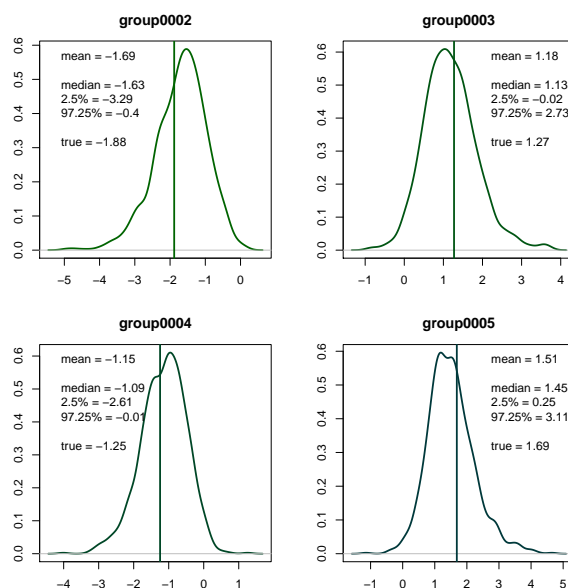 group0002
mean = −1.69
median = −1.63
2.5% = −3.29
97.25% = −0.4
true = −1.88
0.0 0.1 0.2 0.3 0.4 0.5 0.6
−5 −4 −3 −2 −1 0
group0003
mean = 1.18
median = 1.13
2.5% = −0.02
97.25% = 2.73
true = 1.27
0.0 0.1 0.2 0.3 0.4 0.5 0.6
−1 0 1 2 3 4
group0004
mean = −1.15
median = −1.09
2.5% = −2.61
97.25% = −0.01
true = −1.25
0.0 0.1 0.2 0.3 0.4 0.5 0.6
−4 −3 −2 −1 0 1
group0005
mean = 1.51
median = 1.45
2.5% = 0.25
97.25% = 3.11
true = 1.69
0.0 0.1 0.2 0.3 0.4 0.5 0.6
−1 0 1 2 3 4 5